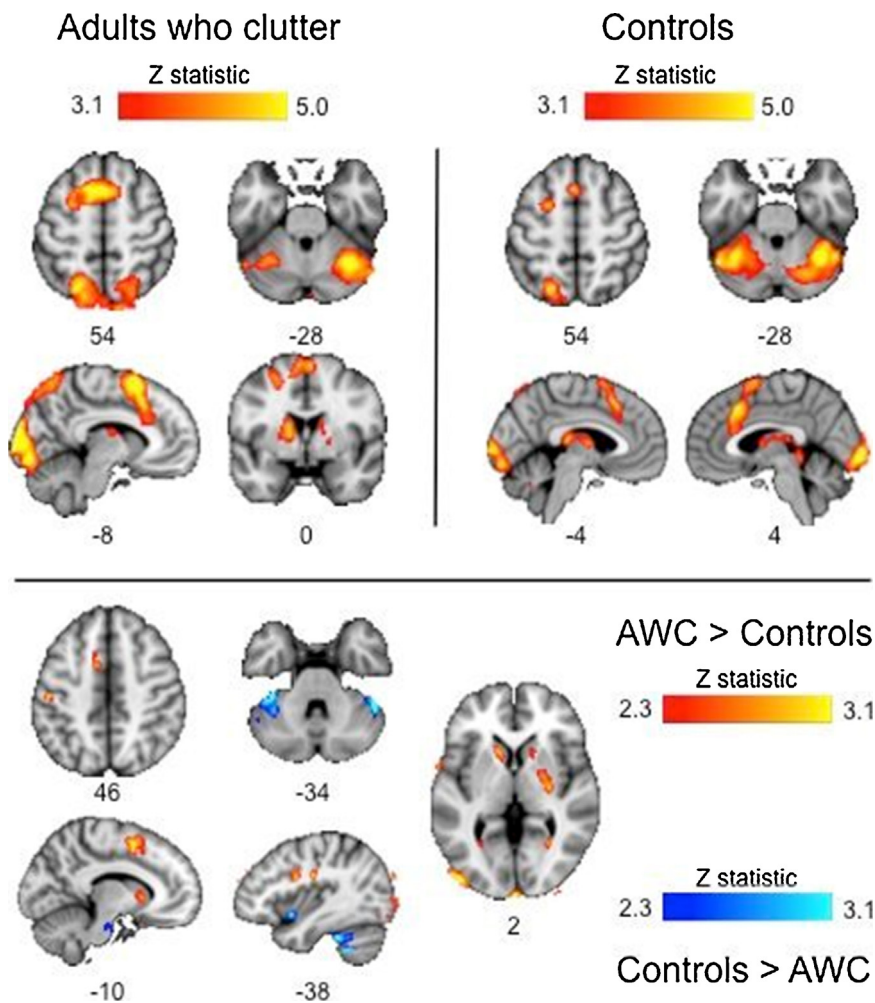 Adults who clutter
Controls
Z statistic
3.1 5.0
Z statistic
3.1 5.0
54 -28
54 -28
-8 0
-4 4
46 -34
-10 -38
2
AWC > Controls
Z statistic
2.3 3.1
Z statistic
2.3 3.1
Controls > AWC